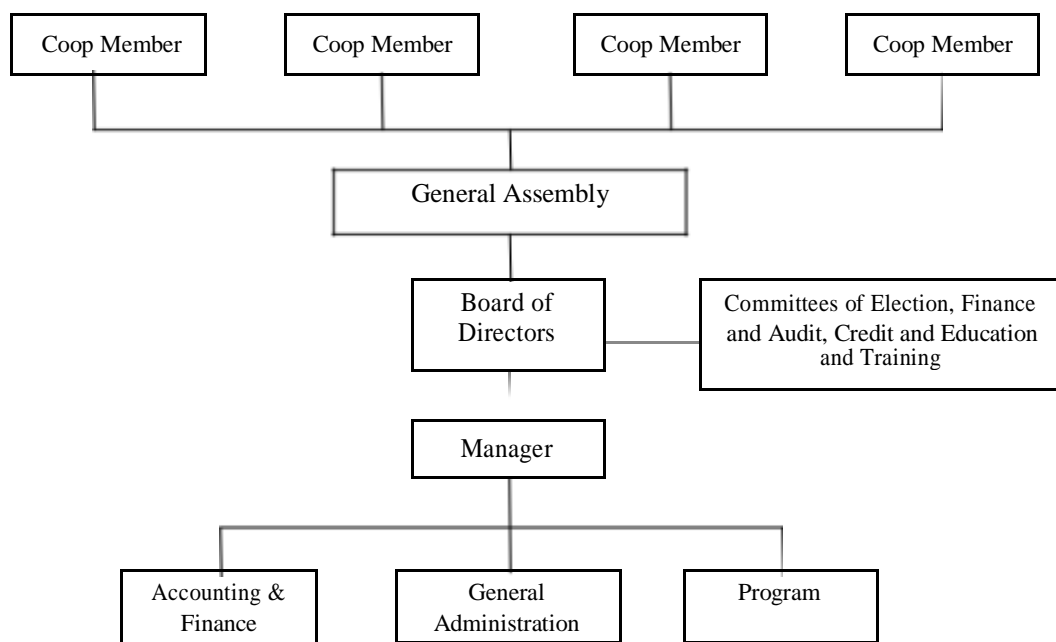 Coop Member
Coop Member
Coop Member
Coop Member
General Assembly
Board of
Directors
Committees of Election, Finance
and Audit, Credit and Education
and Training
Manager
Accounting &
Finance
General
Administration
Program